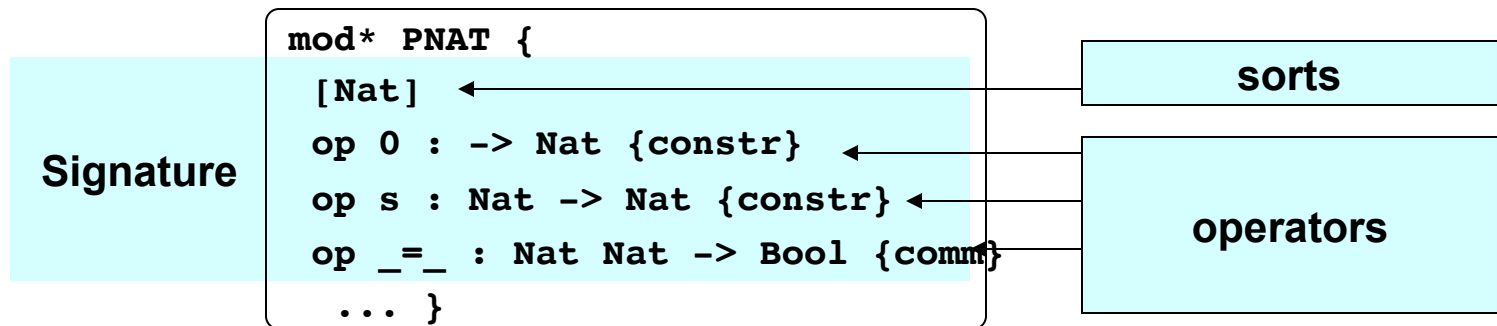 mod* PNAT {
[Nat]
op 0 : -> Nat {constr}
op s : Nat -> Nat {constr}
op _=_ : Nat Nat -> Bool {comm}
... }
Signature
sorts
operators